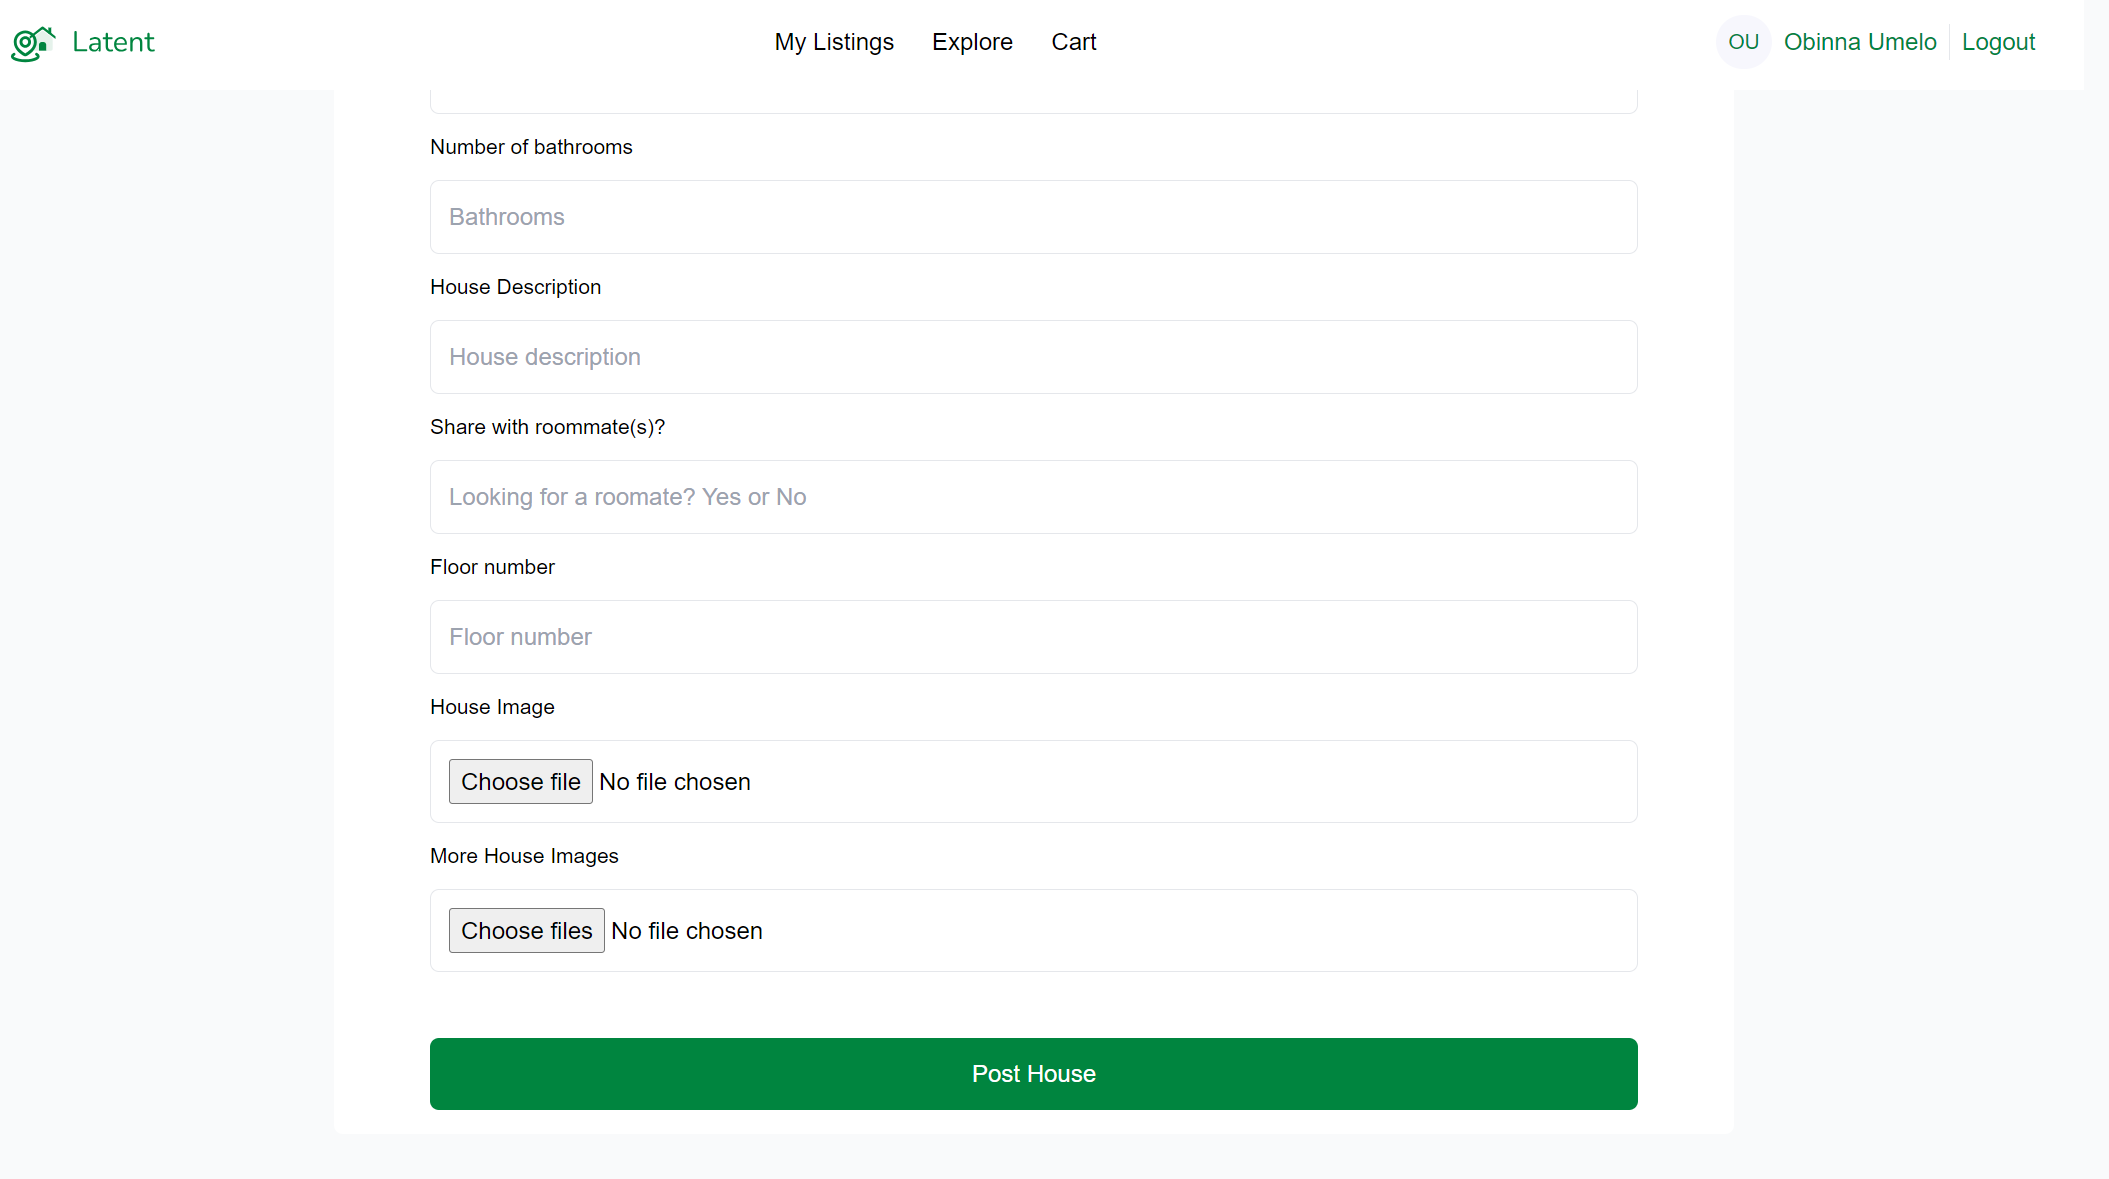 Latent
My Listings Explore Cart
OU Obinna Umelo Logout
Number of bathrooms
Bathrooms
House Description
House description
Share with roommate(s)?
Looking for a roomate? Yes or No
Floor number
Floor number
House Image
Choose file No file chosen
More House Images
Choose files No file chosen
Post House